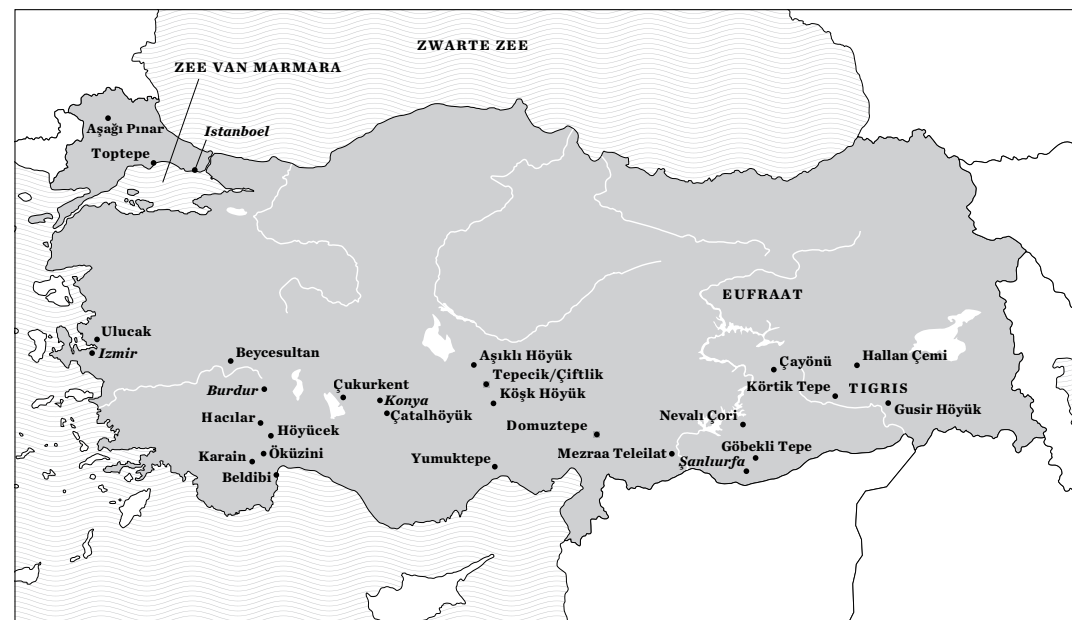 ZWARTE ZEE
ZEE VAN MARMARA
Aşağı Pınar
Istanboel
Toptepe
EUFRAAT
Ulucak
Izmir
Beycesultan
Aşıklı Höyük
Çayönü
Hallan Çemi
Tepecik/Çiftlik
Burdur
Çukurkent
Körtik Tepe
TIGRIS
Köşk Höyük
Konya
Gusir Höyük
Hacılar
Çatalhöyük
Nevalı Çori
Höyücek
Domuztepe
Göbekli Tepe
Karain
Öküzini
Yumuktepe
Mezraa Teleilat
Şanlıurfa
Beldibi